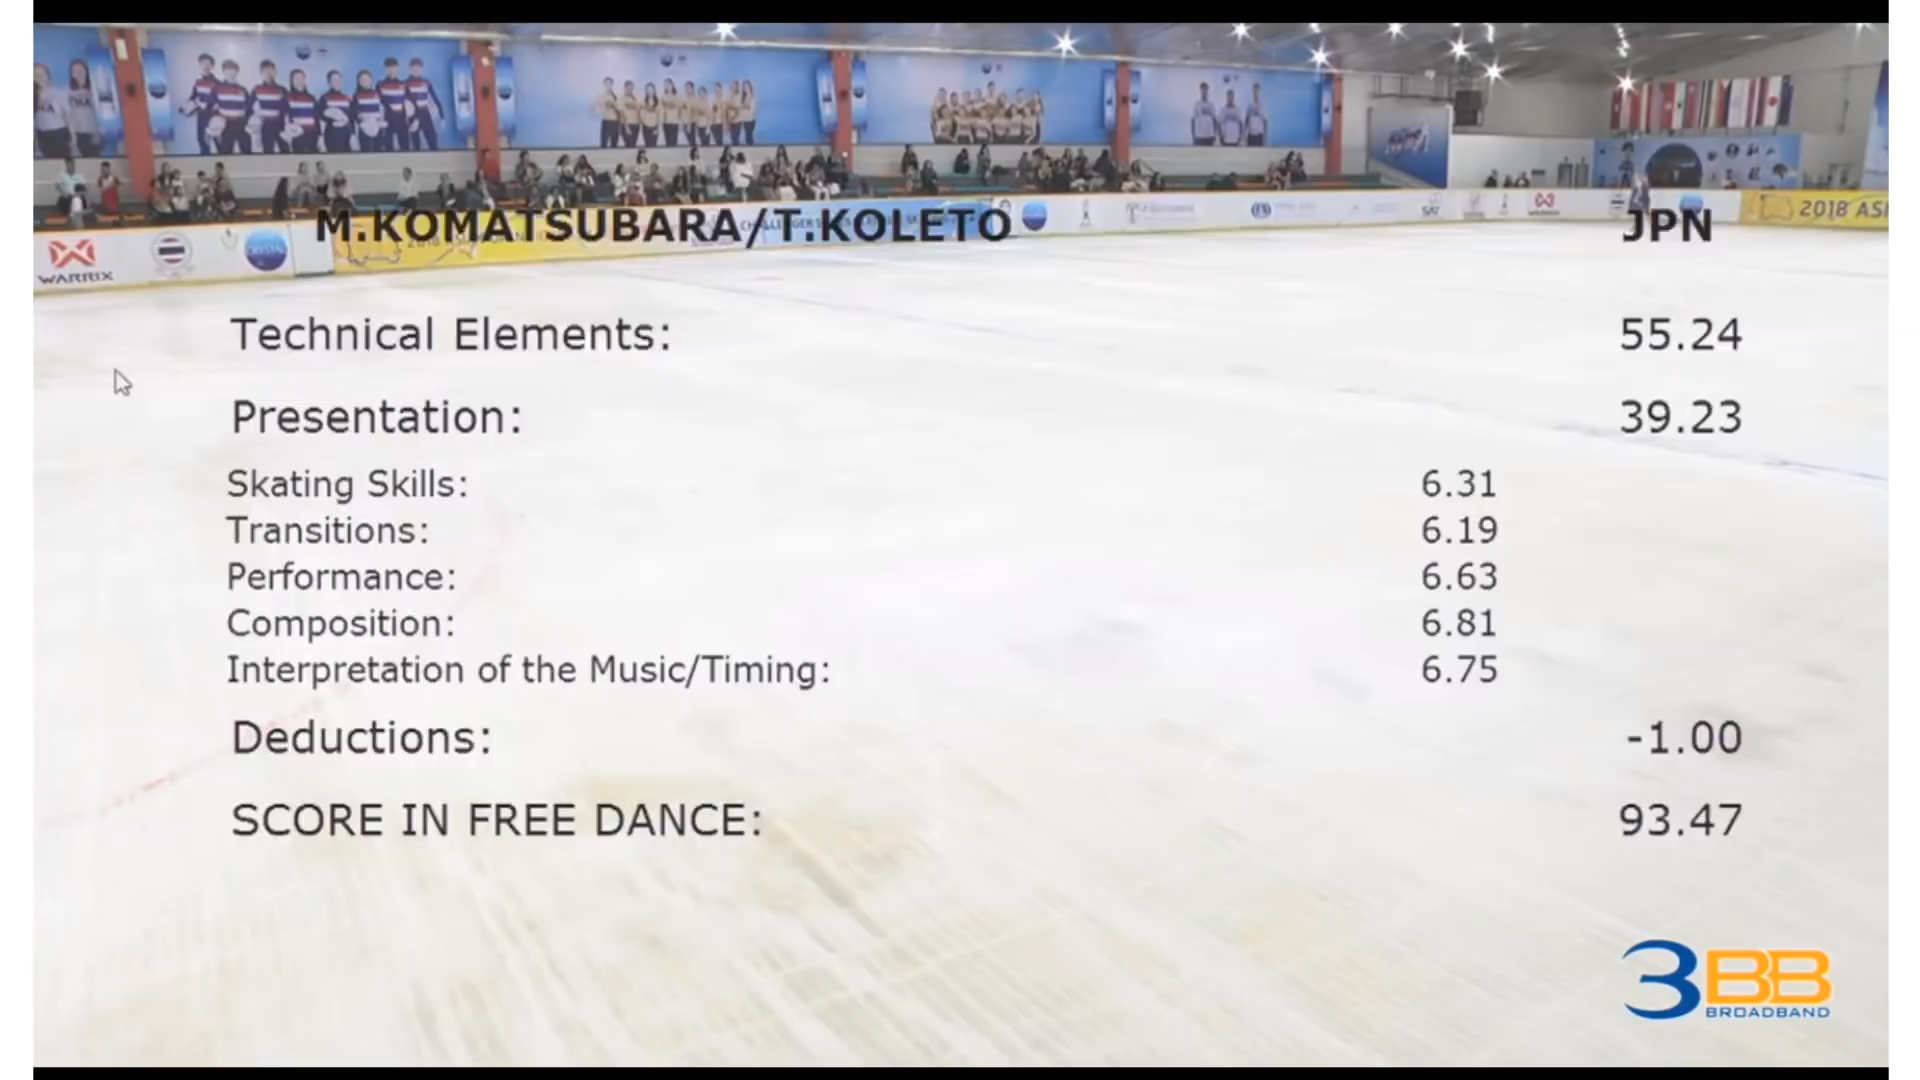 2018 ASI
M.KOMATSUBARA/T.KOLETO JPN
WARRIX
Technical Elements: 55.24
Presentation: 39.23
Skating Skills: 6.31
Transitions: 6.19
Performance: 6.63
Composition: 6.81
Interpretation of the Music/Timing: 6.75
Deductions: -1.00
SCORE IN FREE DANCE: 93.47
3BB
BROADBAND